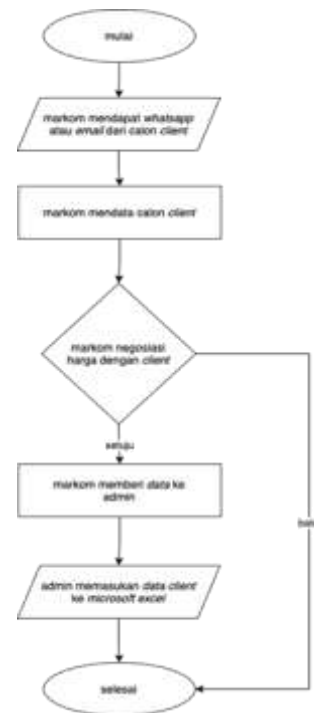 mulai
markom mendapat whatsapp
atau email dari calon client
markom mendata calon client
markom negosiasi
harga dengan client
setuju
markom memberi data ke
admin
admin memasukan data client
ke microsoft excel
selesai